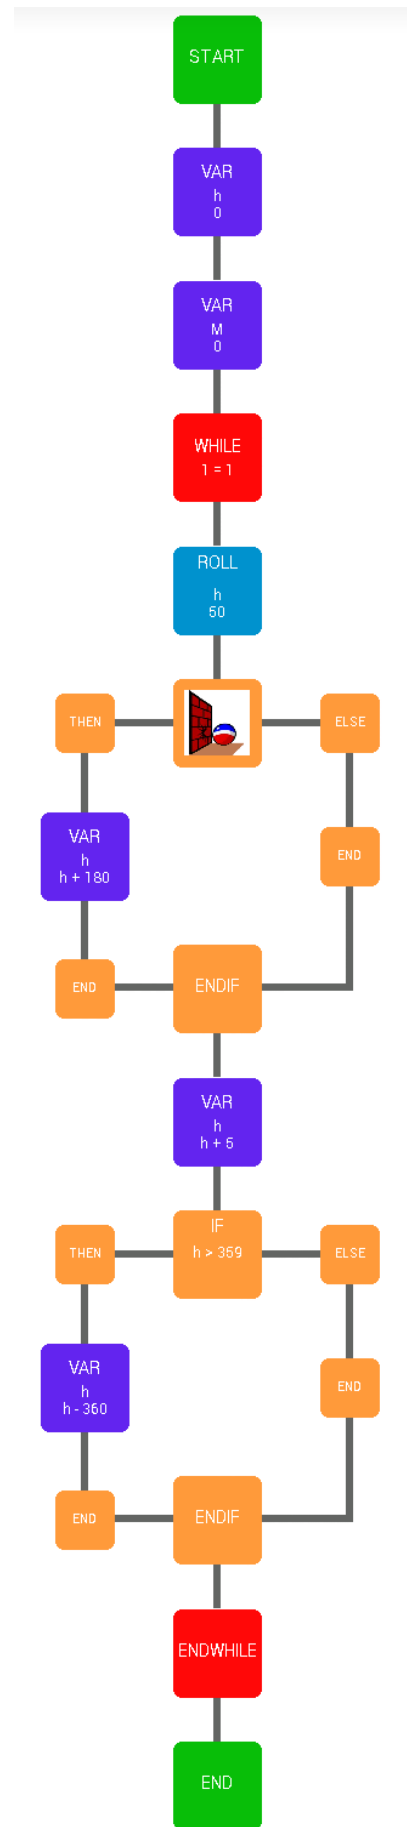 START
VAR
h
0
VAR
M
0
WHILE
1 = 1
ROLL
h
50
THEN
ELSE
VAR
h
h + 180
END
END
ENDIF
VAR
h
h + 5
IF
h > 359
THEN
ELSE
VAR
h
h - 360
END
END
ENDIF
ENDWHILE
END